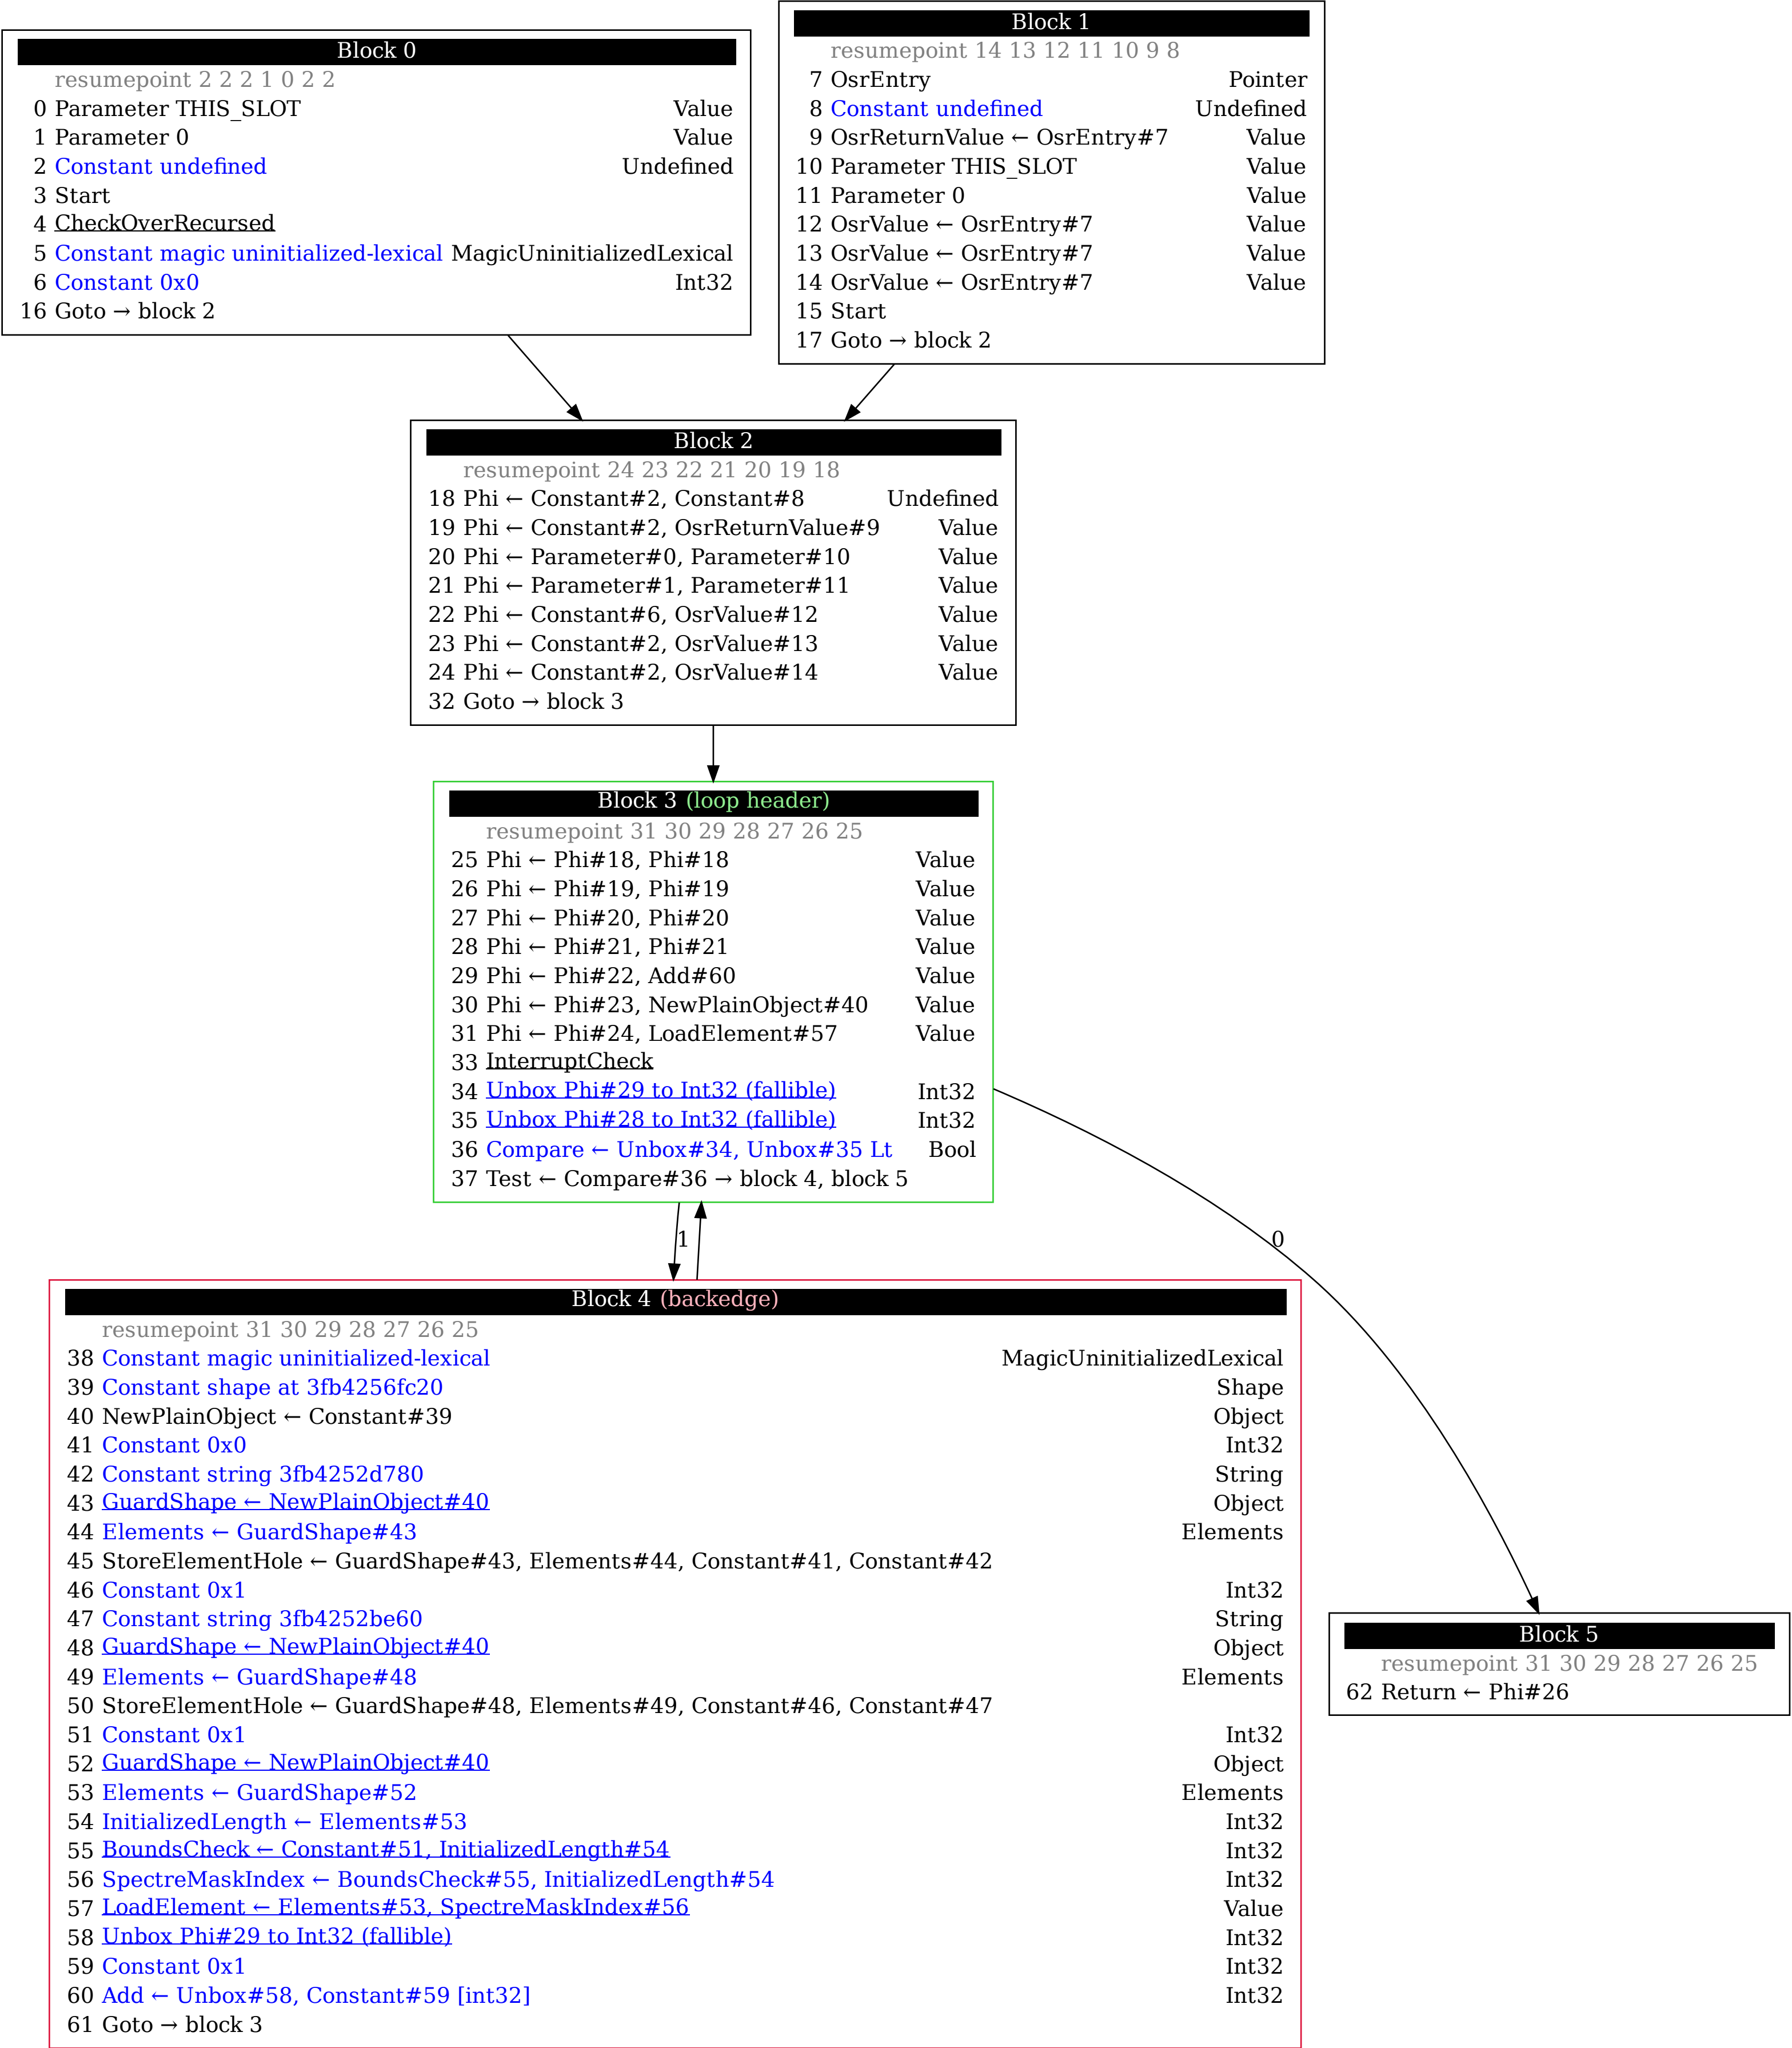 Block 0
resumepoint 2 2 2 1 0 2 2
0 Parameter THIS_SLOT Value
1 Parameter 0 Value
2 Constant undefined Undefined
3 Start
4 CheckOverRecursed
5 Constant magic uninitialized-lexical MagicUninitializedLexical
6 Constant 0x0 Int32
16 Goto → block 2
Block 1
resumepoint 14 13 12 11 10 9 8
7 OsrEntry Pointer
8 Constant undefined Undefined
9 OsrReturnValue ← OsrEntry#7 Value
10 Parameter THIS_SLOT Value
11 Parameter 0 Value
12 OsrValue ← OsrEntry#7 Value
13 OsrValue ← OsrEntry#7 Value
14 OsrValue ← OsrEntry#7 Value
15 Start
17 Goto → block 2
Block 2
resumepoint 24 23 22 21 20 19 18
18 Phi ← Constant#2, Constant#8 Undefined
19 Phi ← Constant#2, OsrReturnValue#9 Value
20 Phi ← Parameter#0, Parameter#10 Value
21 Phi ← Parameter#1, Parameter#11 Value
22 Phi ← Constant#6, OsrValue#12 Value
23 Phi ← Constant#2, OsrValue#13 Value
24 Phi ← Constant#2, OsrValue#14 Value
32 Goto → block 3
Block 3 (loop header)
resumepoint 31 30 29 28 27 26 25
25 Phi ← Phi#18, Phi#18 Value
26 Phi ← Phi#19, Phi#19 Value
27 Phi ← Phi#20, Phi#20 Value
28 Phi ← Phi#21, Phi#21 Value
29 Phi ← Phi#22, Add#60 Value
30 Phi ← Phi#23, NewPlainObject#40 Value
31 Phi ← Phi#24, LoadElement#57 Value
33 InterruptCheck
34 Unbox Phi#29 to Int32 (fallible) Int32
35 Unbox Phi#28 to Int32 (fallible) Int32
36 Compare ← Unbox#34, Unbox#35 Lt Bool
37 Test ← Compare#36 → block 4, block 5
1
0
Block 4 (backedge)
resumepoint 31 30 29 28 27 26 25
38 Constant magic uninitialized-lexical MagicUninitializedLexical
39 Constant shape at 3fb4256fc20 Shape
40 NewPlainObject ← Constant#39 Object
41 Constant 0x0 Int32
42 Constant string 3fb4252d780 String
43 GuardShape ← NewPlainObject#40 Object
44 Elements ← GuardShape#43 Elements
45 StoreElementHole ← GuardShape#43, Elements#44, Constant#41, Constant#42
46 Constant 0x1 Int32
47 Constant string 3fb4252be60 String
48 GuardShape ← NewPlainObject#40 Object
49 Elements ← GuardShape#48 Elements
50 StoreElementHole ← GuardShape#48, Elements#49, Constant#46, Constant#47
51 Constant 0x1 Int32
52 GuardShape ← NewPlainObject#40 Object
53 Elements ← GuardShape#52 Elements
54 InitializedLength ← Elements#53 Int32
55 BoundsCheck ← Constant#51, InitializedLength#54 Int32
56 SpectreMaskIndex ← BoundsCheck#55, InitializedLength#54 Int32
57 LoadElement ← Elements#53, SpectreMaskIndex#56 Value
58 Unbox Phi#29 to Int32 (fallible) Int32
59 Constant 0x1 Int32
60 Add ← Unbox#58, Constant#59 [int32] Int32
61 Goto → block 3
Block 5
resumepoint 31 30 29 28 27 26 25
62 Return ← Phi#26